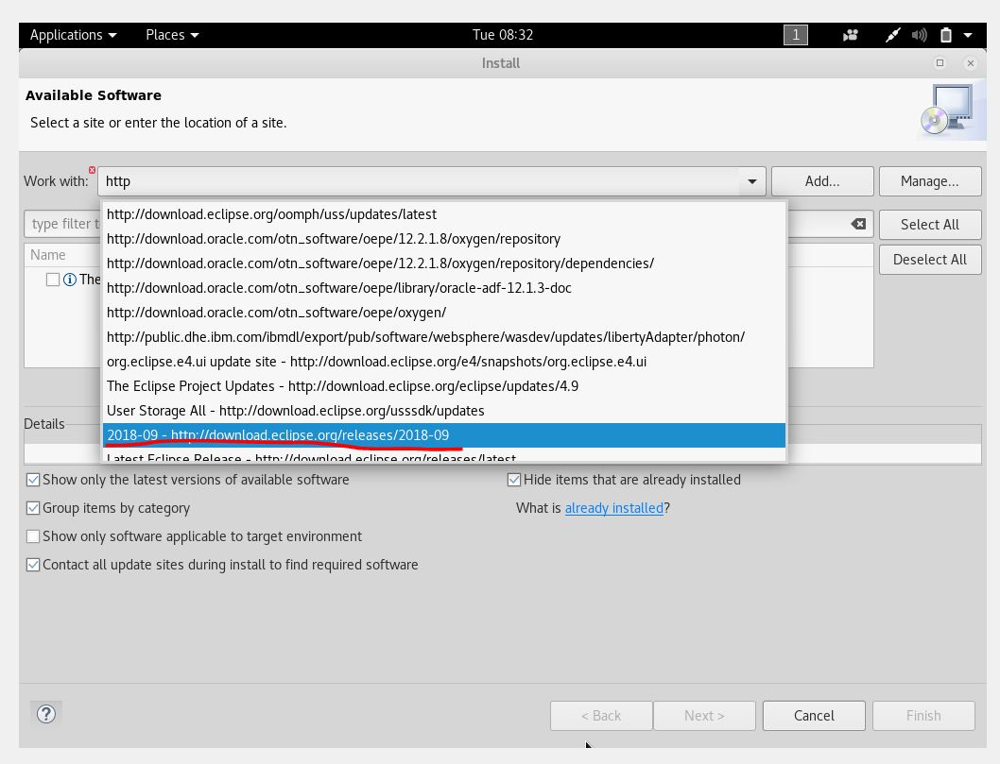 Applications Places Tue 08:32 1
Install
Available Software
Select a site or enter the location of a site.
Work with: http Add... Manage...
http://download.eclipse.org/oomph/uss/updates/latest
type filter t Select All
http://download.oracle.com/otn_software/oepe/12.2.1.8/oxygen/repository
Name Deselect All
http://download.oracle.com/otn_software/oepe/12.2.1.8/oxygen/repository/dependencies/
The
http://download.oracle.com/otn_software/oepe/library/oracle-adf-12.1.3-doc
http://download.oracle.com/otn_software/oepe/oxygen/
http://public.dhe.ibm.com/ibmdl/export/pub/software/websphere/wasdev/updates/libertyAdapter/photon/
org.eclipse.e4.ui update site - http://download.eclipse.org/e4/snapshots/org.eclipse.e4.ui
The Eclipse Project Updates - http://download.eclipse.org/eclipse/updates/4.9
User Storage All - http://download.eclipse.org/usssdk/updates
Details
2018-09 - http://download.eclipse.org/releases/2018-09
Latest Eclipse Release - http://download.eclipse.org/releases/latest
Show only the latest versions of available software Hide items that are already installed
Group items by category What is already installed?
Show only software applicable to target environment
Contact all update sites during install to find required software
? < Back Next > Cancel Finish